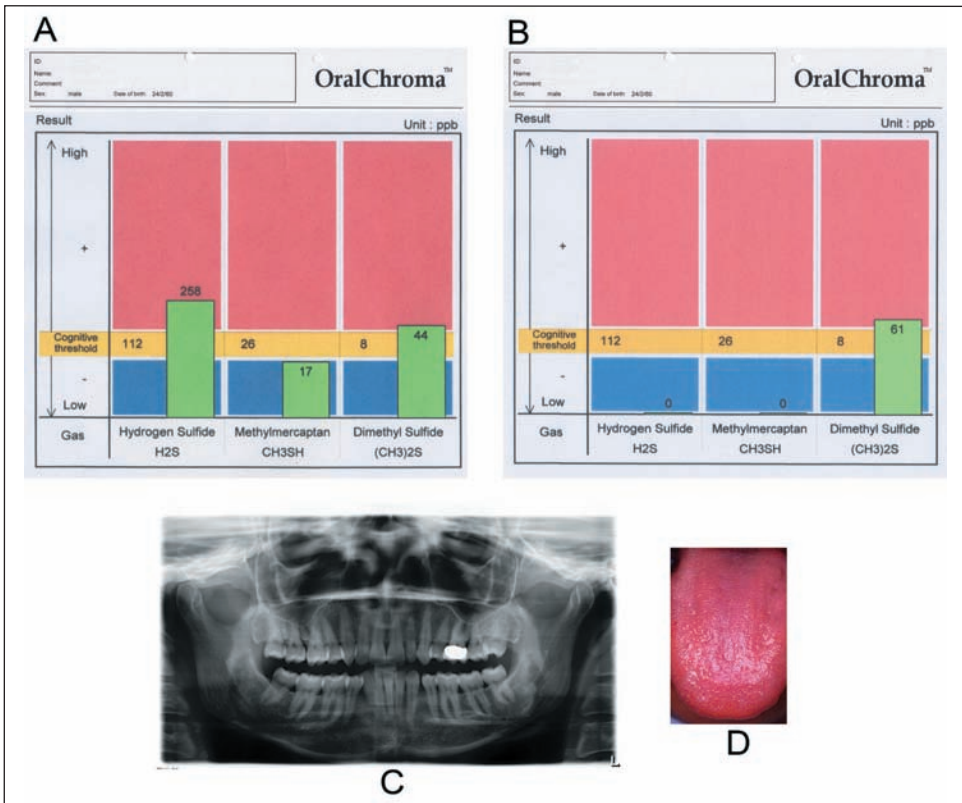 A
ID:
Name:
Comment:
Sex: male Date of birth: 24/2/60
OralChroma™
Result
Unit : ppb
High
+
258
Cognitive threshold
112
26
8
44
17
-
Low
Gas
Hydrogen Sulfide
H2S
Methylmercaptan
CH3SH
Dimethyl Sulfide
(CH3)2S
B
ID:
Name:
Comment:
Sex: male Date of birth: 24/2/60
OralChroma™
Result
Unit : ppb
High
+
Cognitive threshold
112
26
8
61
-
0
0
Low
Gas
Hydrogen Sulfide
H2S
Methylmercaptan
CH3SH
Dimethyl Sulfide
(CH3)2S
L
C
D